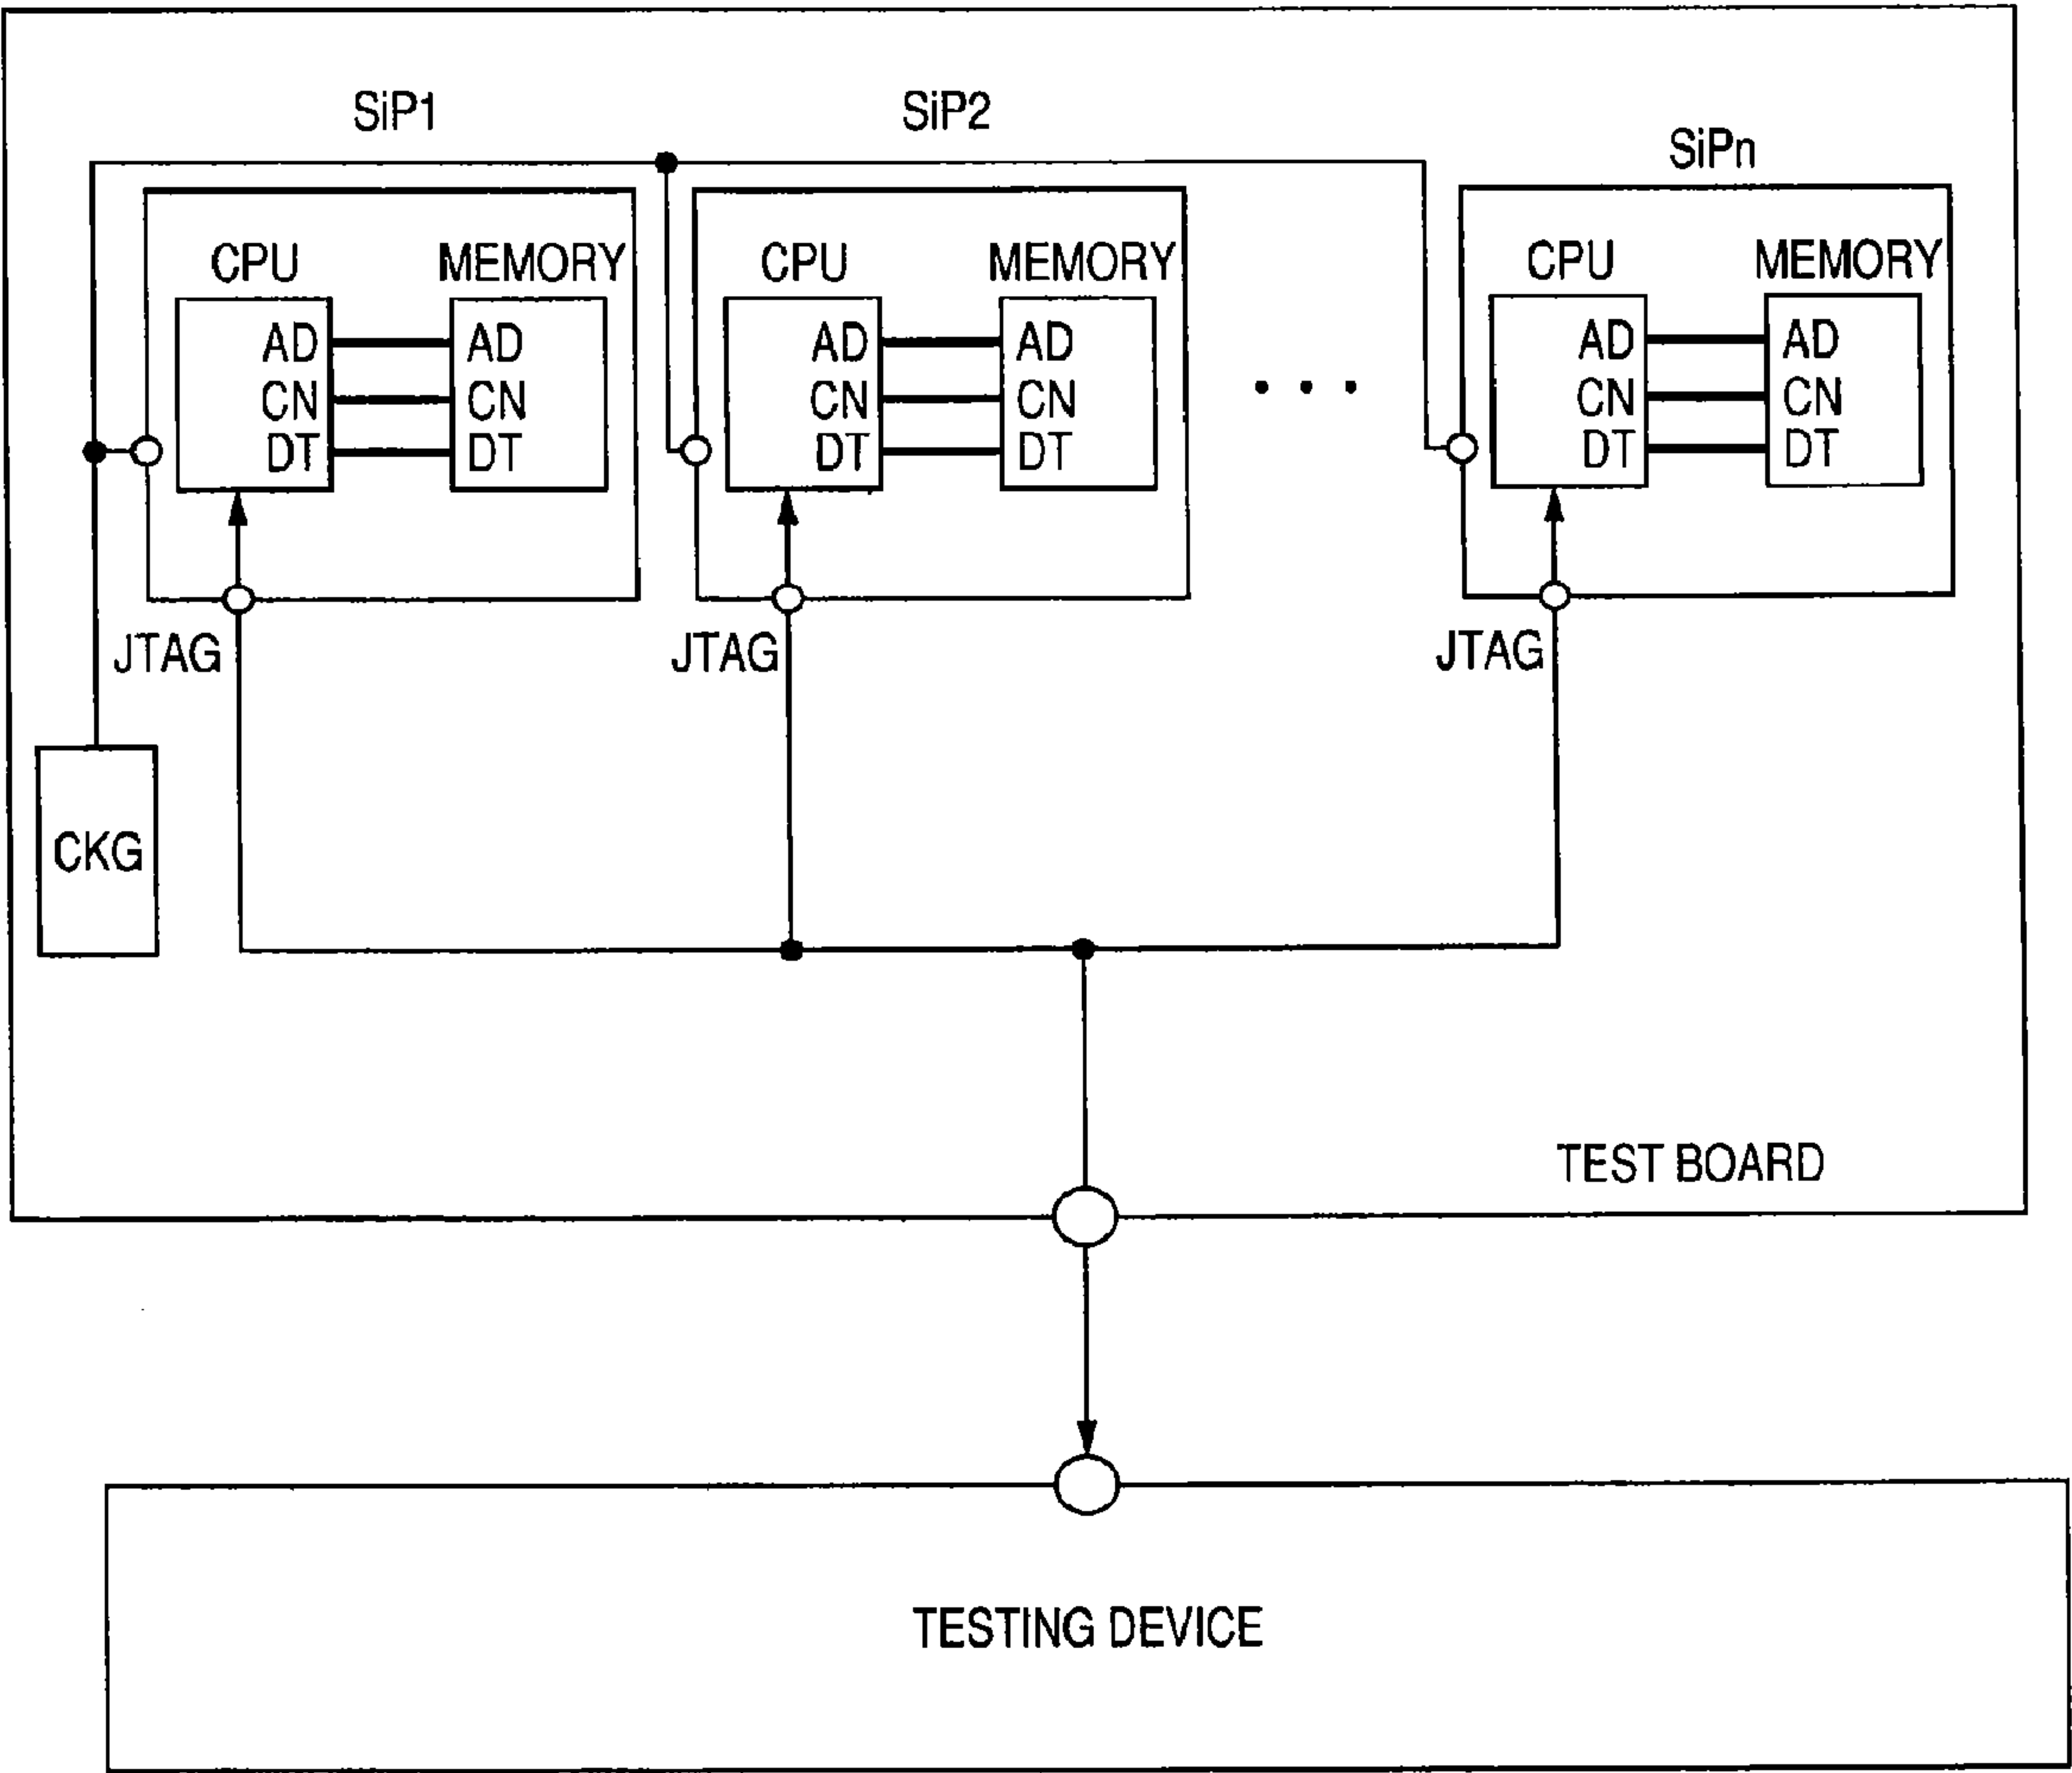 SiP1
SiP2
SiPn
CPU MEMORY
CPU MEMORY
CPU MEMORY
AD AD
CN CN
DT DT
AD AD
CN CN
DT DT
AD AD
CN CN
DT DT
JTAG
JTAG
JTAG
CKG
TEST BOARD
TESTING DEVICE